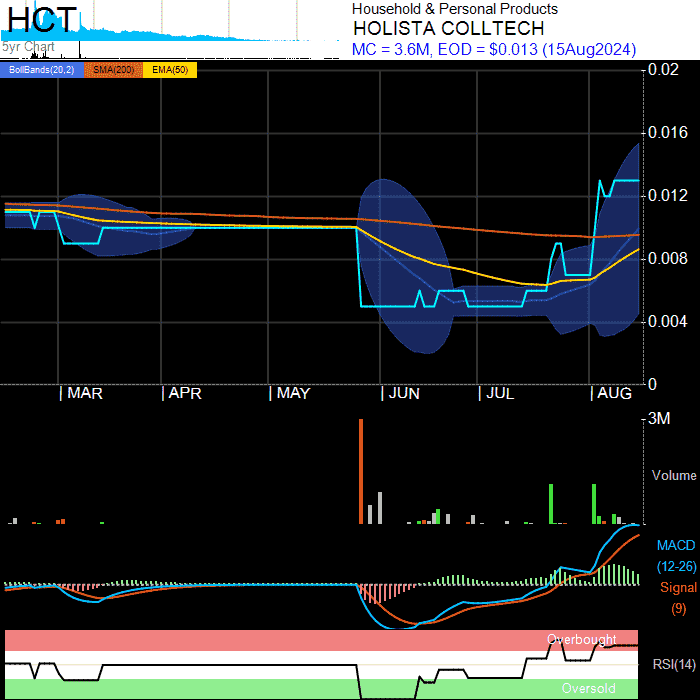 HCT
5yr Chart
Household & Personal Products
HOLISTA COLLTECH
MC = 3.6M, EOD = $0.013 (15Aug2024)
BollBands(20,2) SMA(200) EMA(50)
0.02
0.016
0.012
0.008
0.004
0
MAR APR MAY JUN JUL AUG
3M
Volume
MACD
(12-26)
Signal
(9)
Overbought
RSI(14)
Oversold